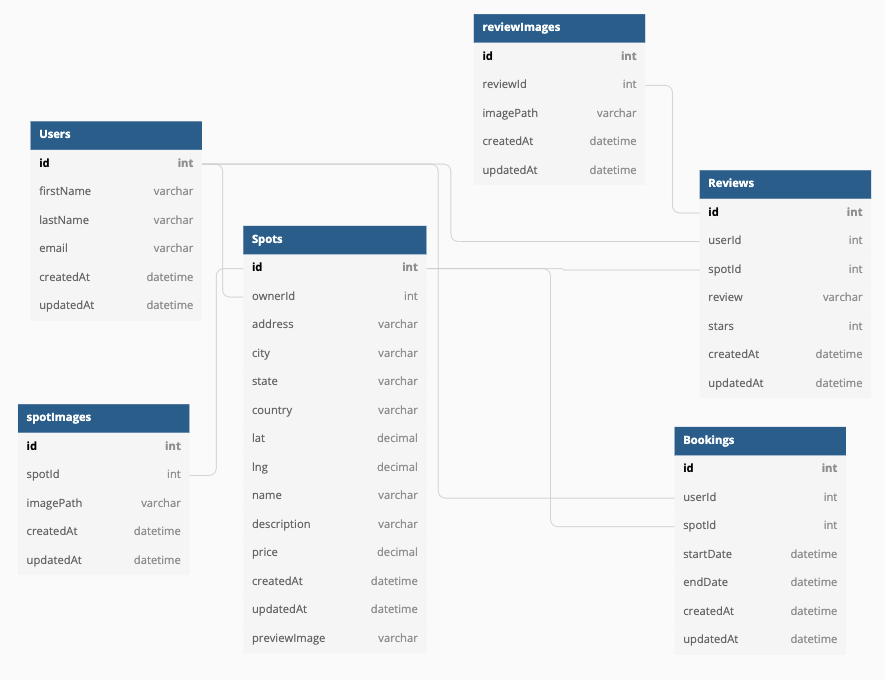 reviewImages
id int
reviewId int
imagePath varchar
createdAt datetime
updatedAt datetime
Users
id int
firstName varchar
lastName varchar
email varchar
createdAt datetime
updatedAt datetime
Reviews
id int
userId int
spotId int
review varchar
stars int
createdAt datetime
updatedAt datetime
Spots
id int
ownerId int
address varchar
city varchar
state varchar
country varchar
lat decimal
lng decimal
name varchar
description varchar
price decimal
createdAt datetime
updatedAt datetime
previewImage varchar
spotImages
id int
spotId int
imagePath varchar
createdAt datetime
updatedAt datetime
Bookings
id int
userId int
spotId int
startDate datetime
endDate datetime
createdAt datetime
updatedAt datetime